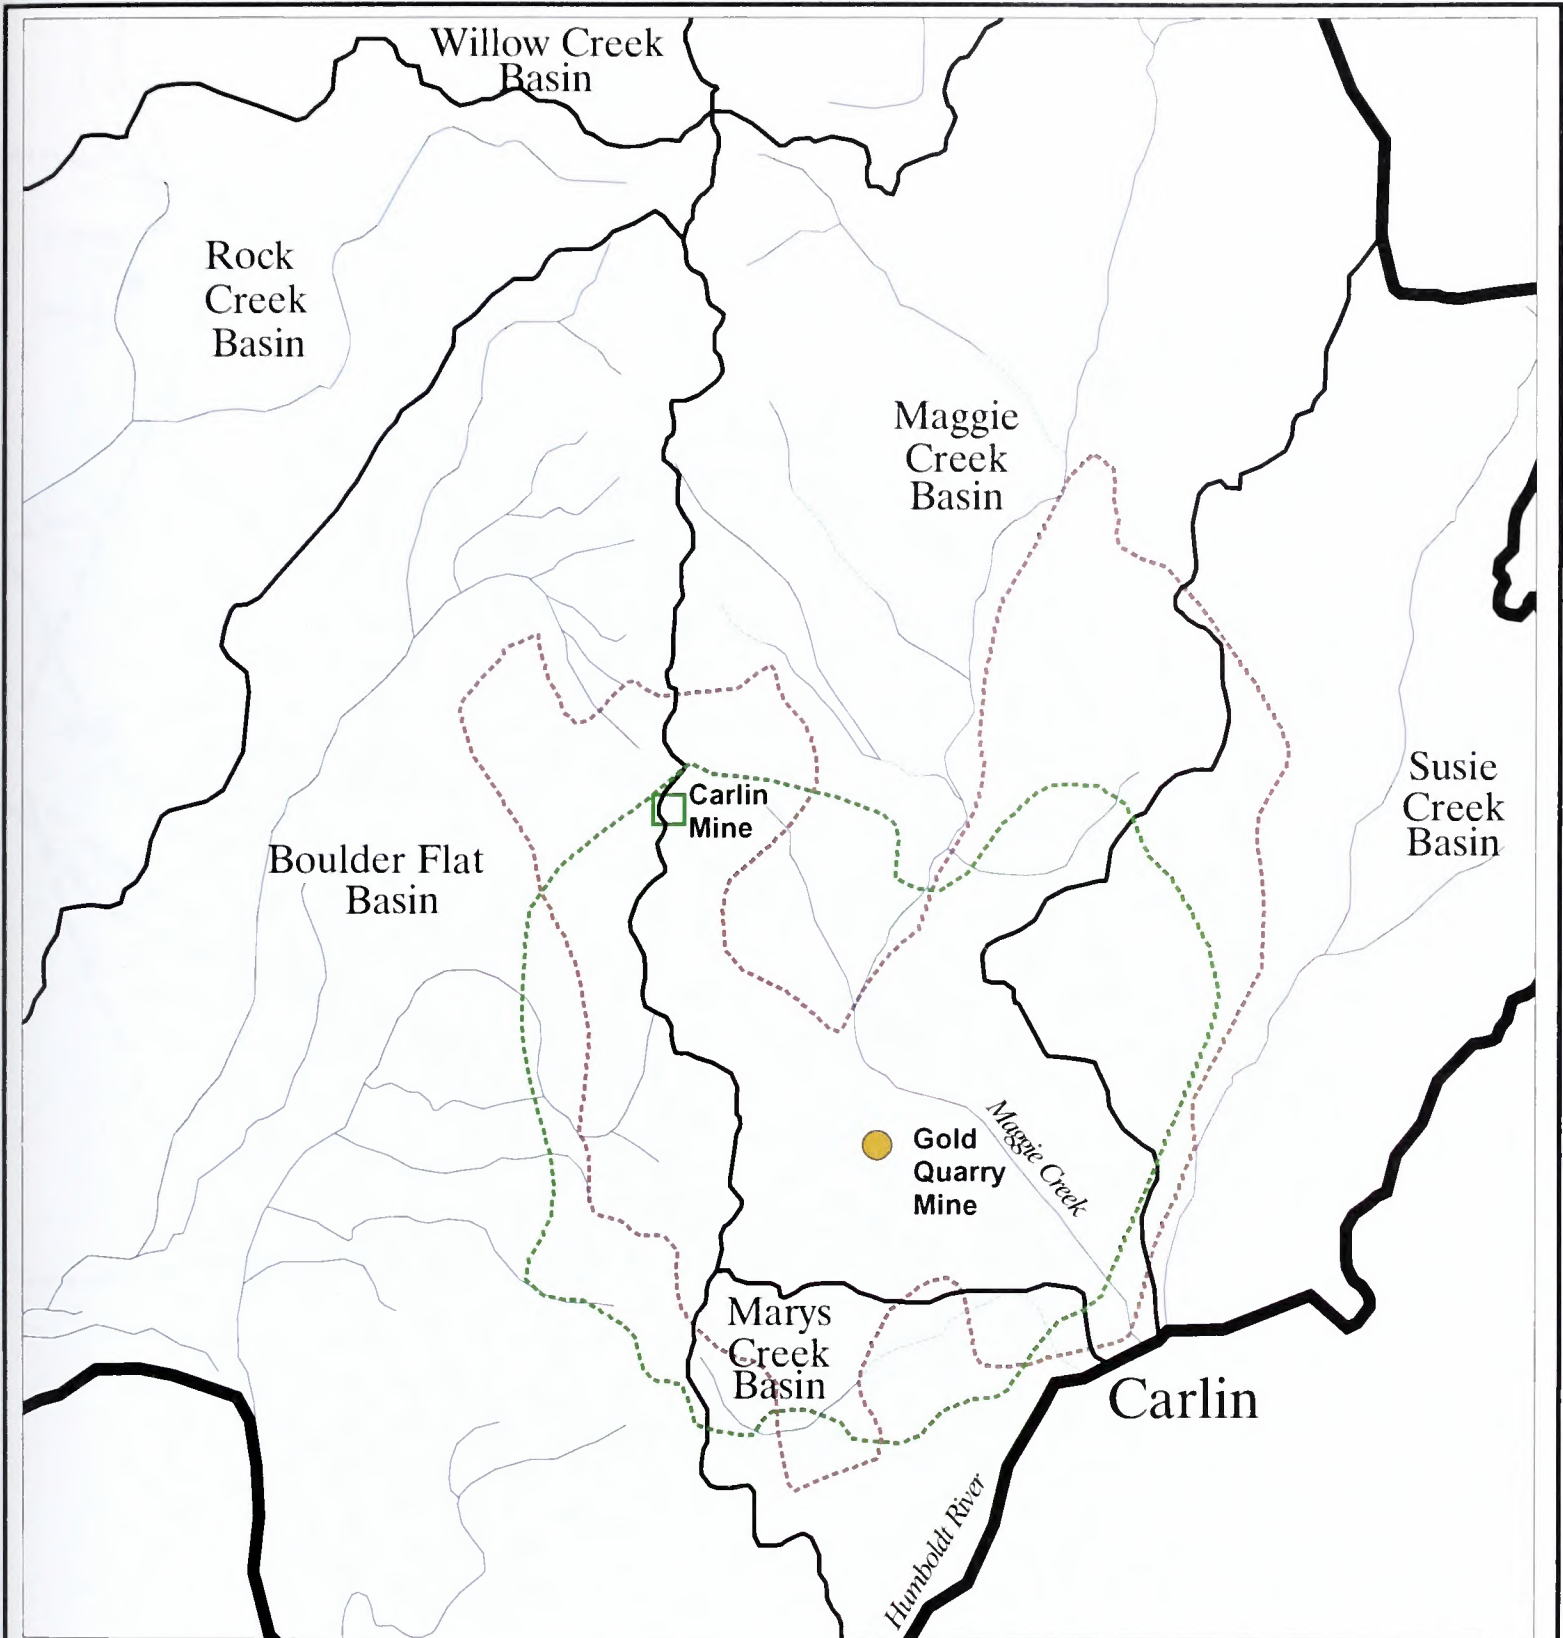 Willow Creek
Basin
Rock
Creek
Basin
Maggie
Creek
Basin
Susie
Creek
Basin
Carlin
Mine
Boulder Flat
Basin
Maggie Creek
Gold
Quarry
Mine
Marys
Creek
Basin
Carlin
Humboldt River